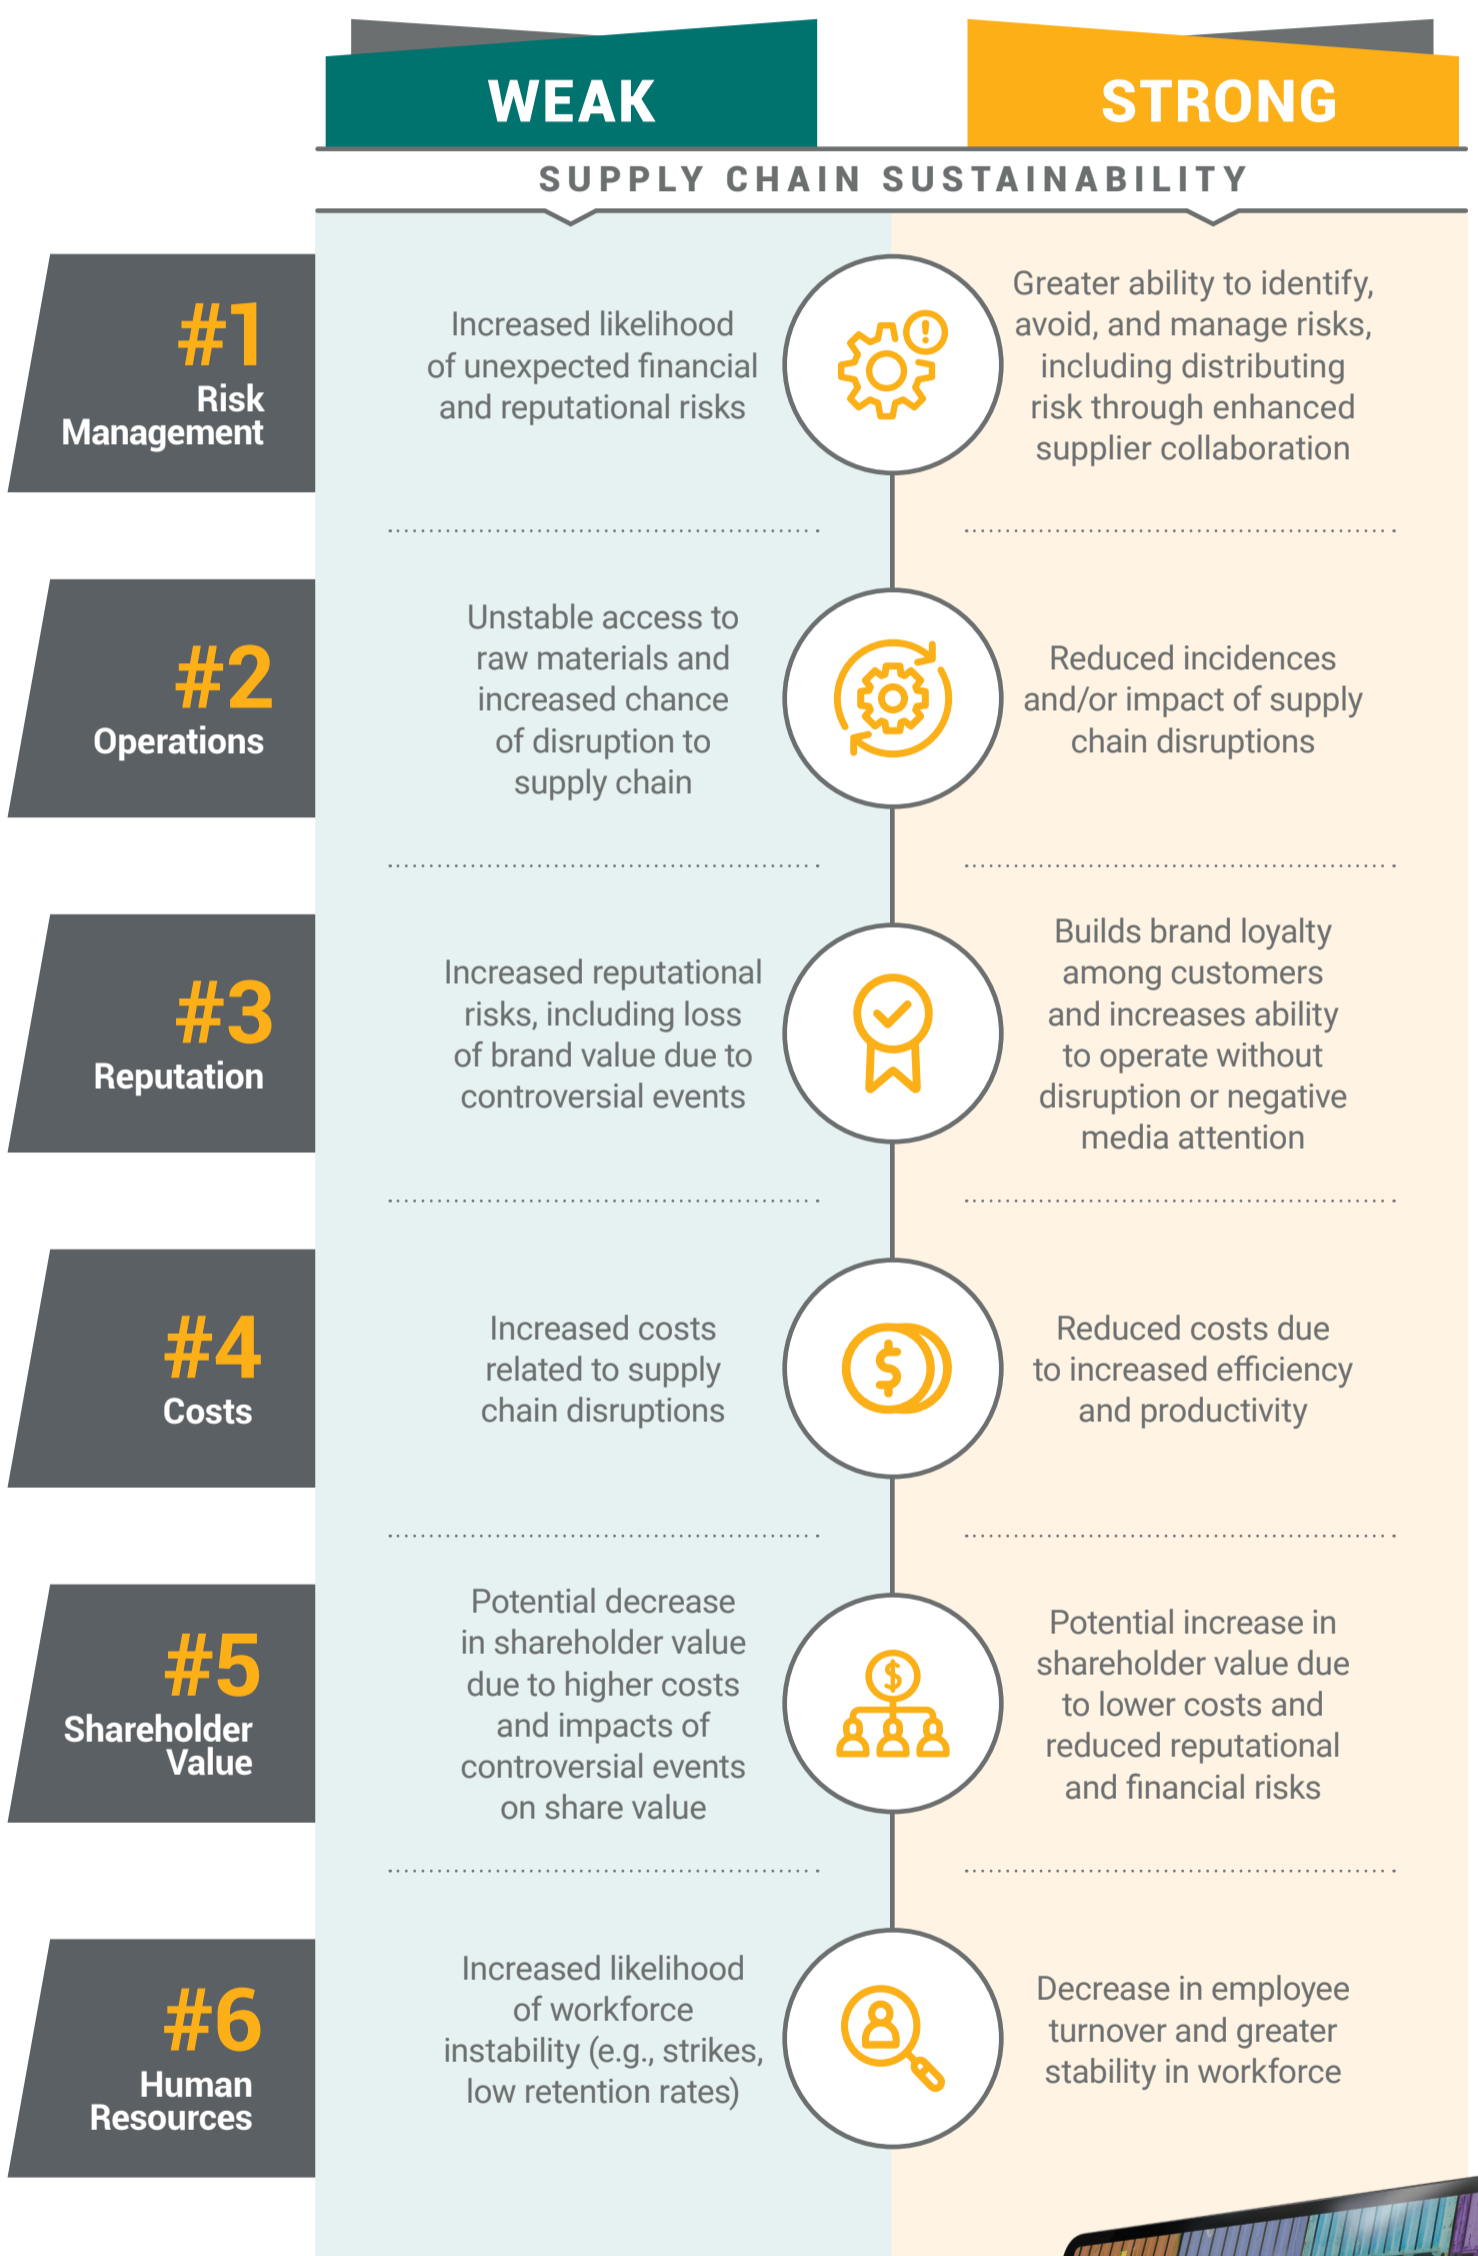 WEAK
STRONG
SUPPLY CHAIN SUSTAINABILITY
#1
Risk
Management
Increased likelihood
of unexpected financial
and reputational risks
Greater ability to identify,
avoid, and manage risks,
including distributing
risk through enhanced
supplier collaboration
#2
Operations
Unstable access to
raw materials and
increased chance
of disruption to
supply chain
Reduced incidences
and/or impact of supply
chain disruptions
#3
Reputation
Increased reputational
risks, including loss
of brand value due to
controversial events
Builds brand loyalty
among customers
and increases ability
to operate without
disruption or negative
media attention
#4
Costs
Increased costs
related to supply
chain disruptions
$
Reduced costs due
to increased efficiency
and productivity
#5
Shareholder
Value
Potential decrease
in shareholder value
due to higher costs
and impacts of
controversial events
on share value
$
Potential increase in
shareholder value due
to lower costs and
reduced reputational
and financial risks
#6
Human
Resources
Increased likelihood
of workforce
instability (e.g., strikes,
low retention rates)
Decrease in employee
turnover and greater
stability in workforce